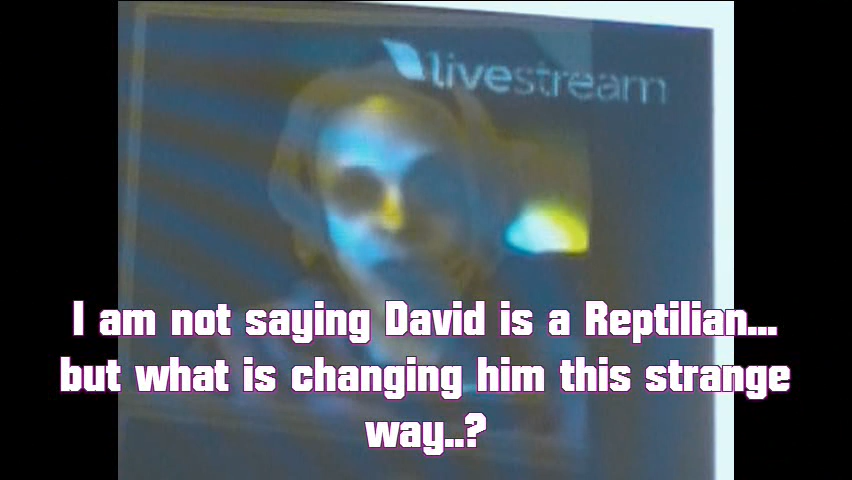 livestream
I am not saying David is a Reptilian...
but what is changing him this strange
way..?